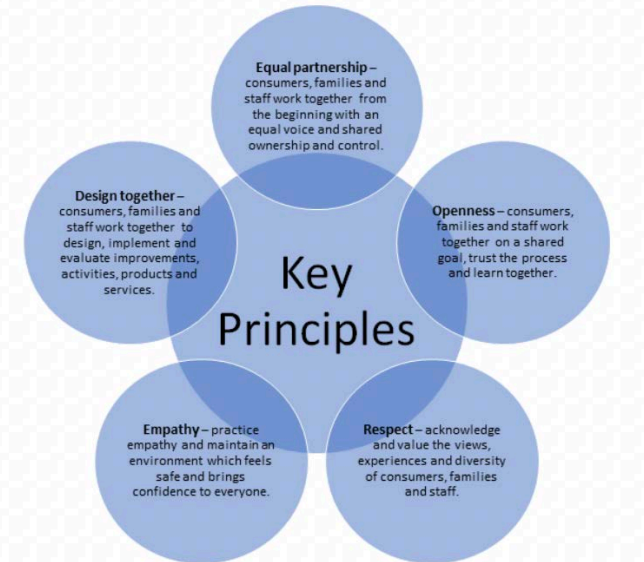 Equal partnership –
consumers, families and
staff work together from
the beginning with an
equal voice and shared
ownership and control.
Openness – consumers,
families and staff work
together on a shared
goal, trust the process
and learn together.
Respect – acknowledge
and value the views,
experiences and diversity
of consumers, families
and staff.
Empathy – practice
empathy and maintain an
environment which feels
safe and brings
confidence to everyone.
Design together –
consumers, families and
staff work together to
design, implement and
evaluate improvements,
activities, products and
services.
Key
Principles